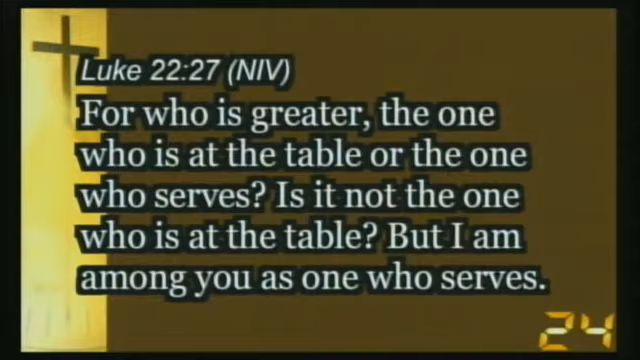 Luke 22:27 (NIV)
For who is greater, the one
who is at the table or the one
who serves? Is it not the one
who is at the table? But I am
among you as one who serves.
24